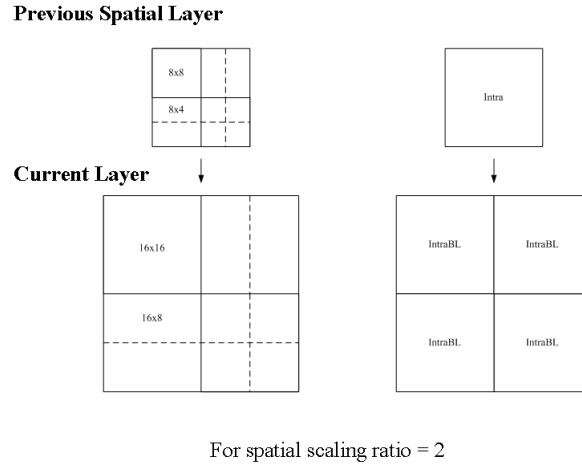 Previous Spatial Layer
8x8
8x4
Intra
Current Layer
16x16
IntraBL IntraBL
16x8
IntraBL IntraBL
For spatial scaling ratio = 2